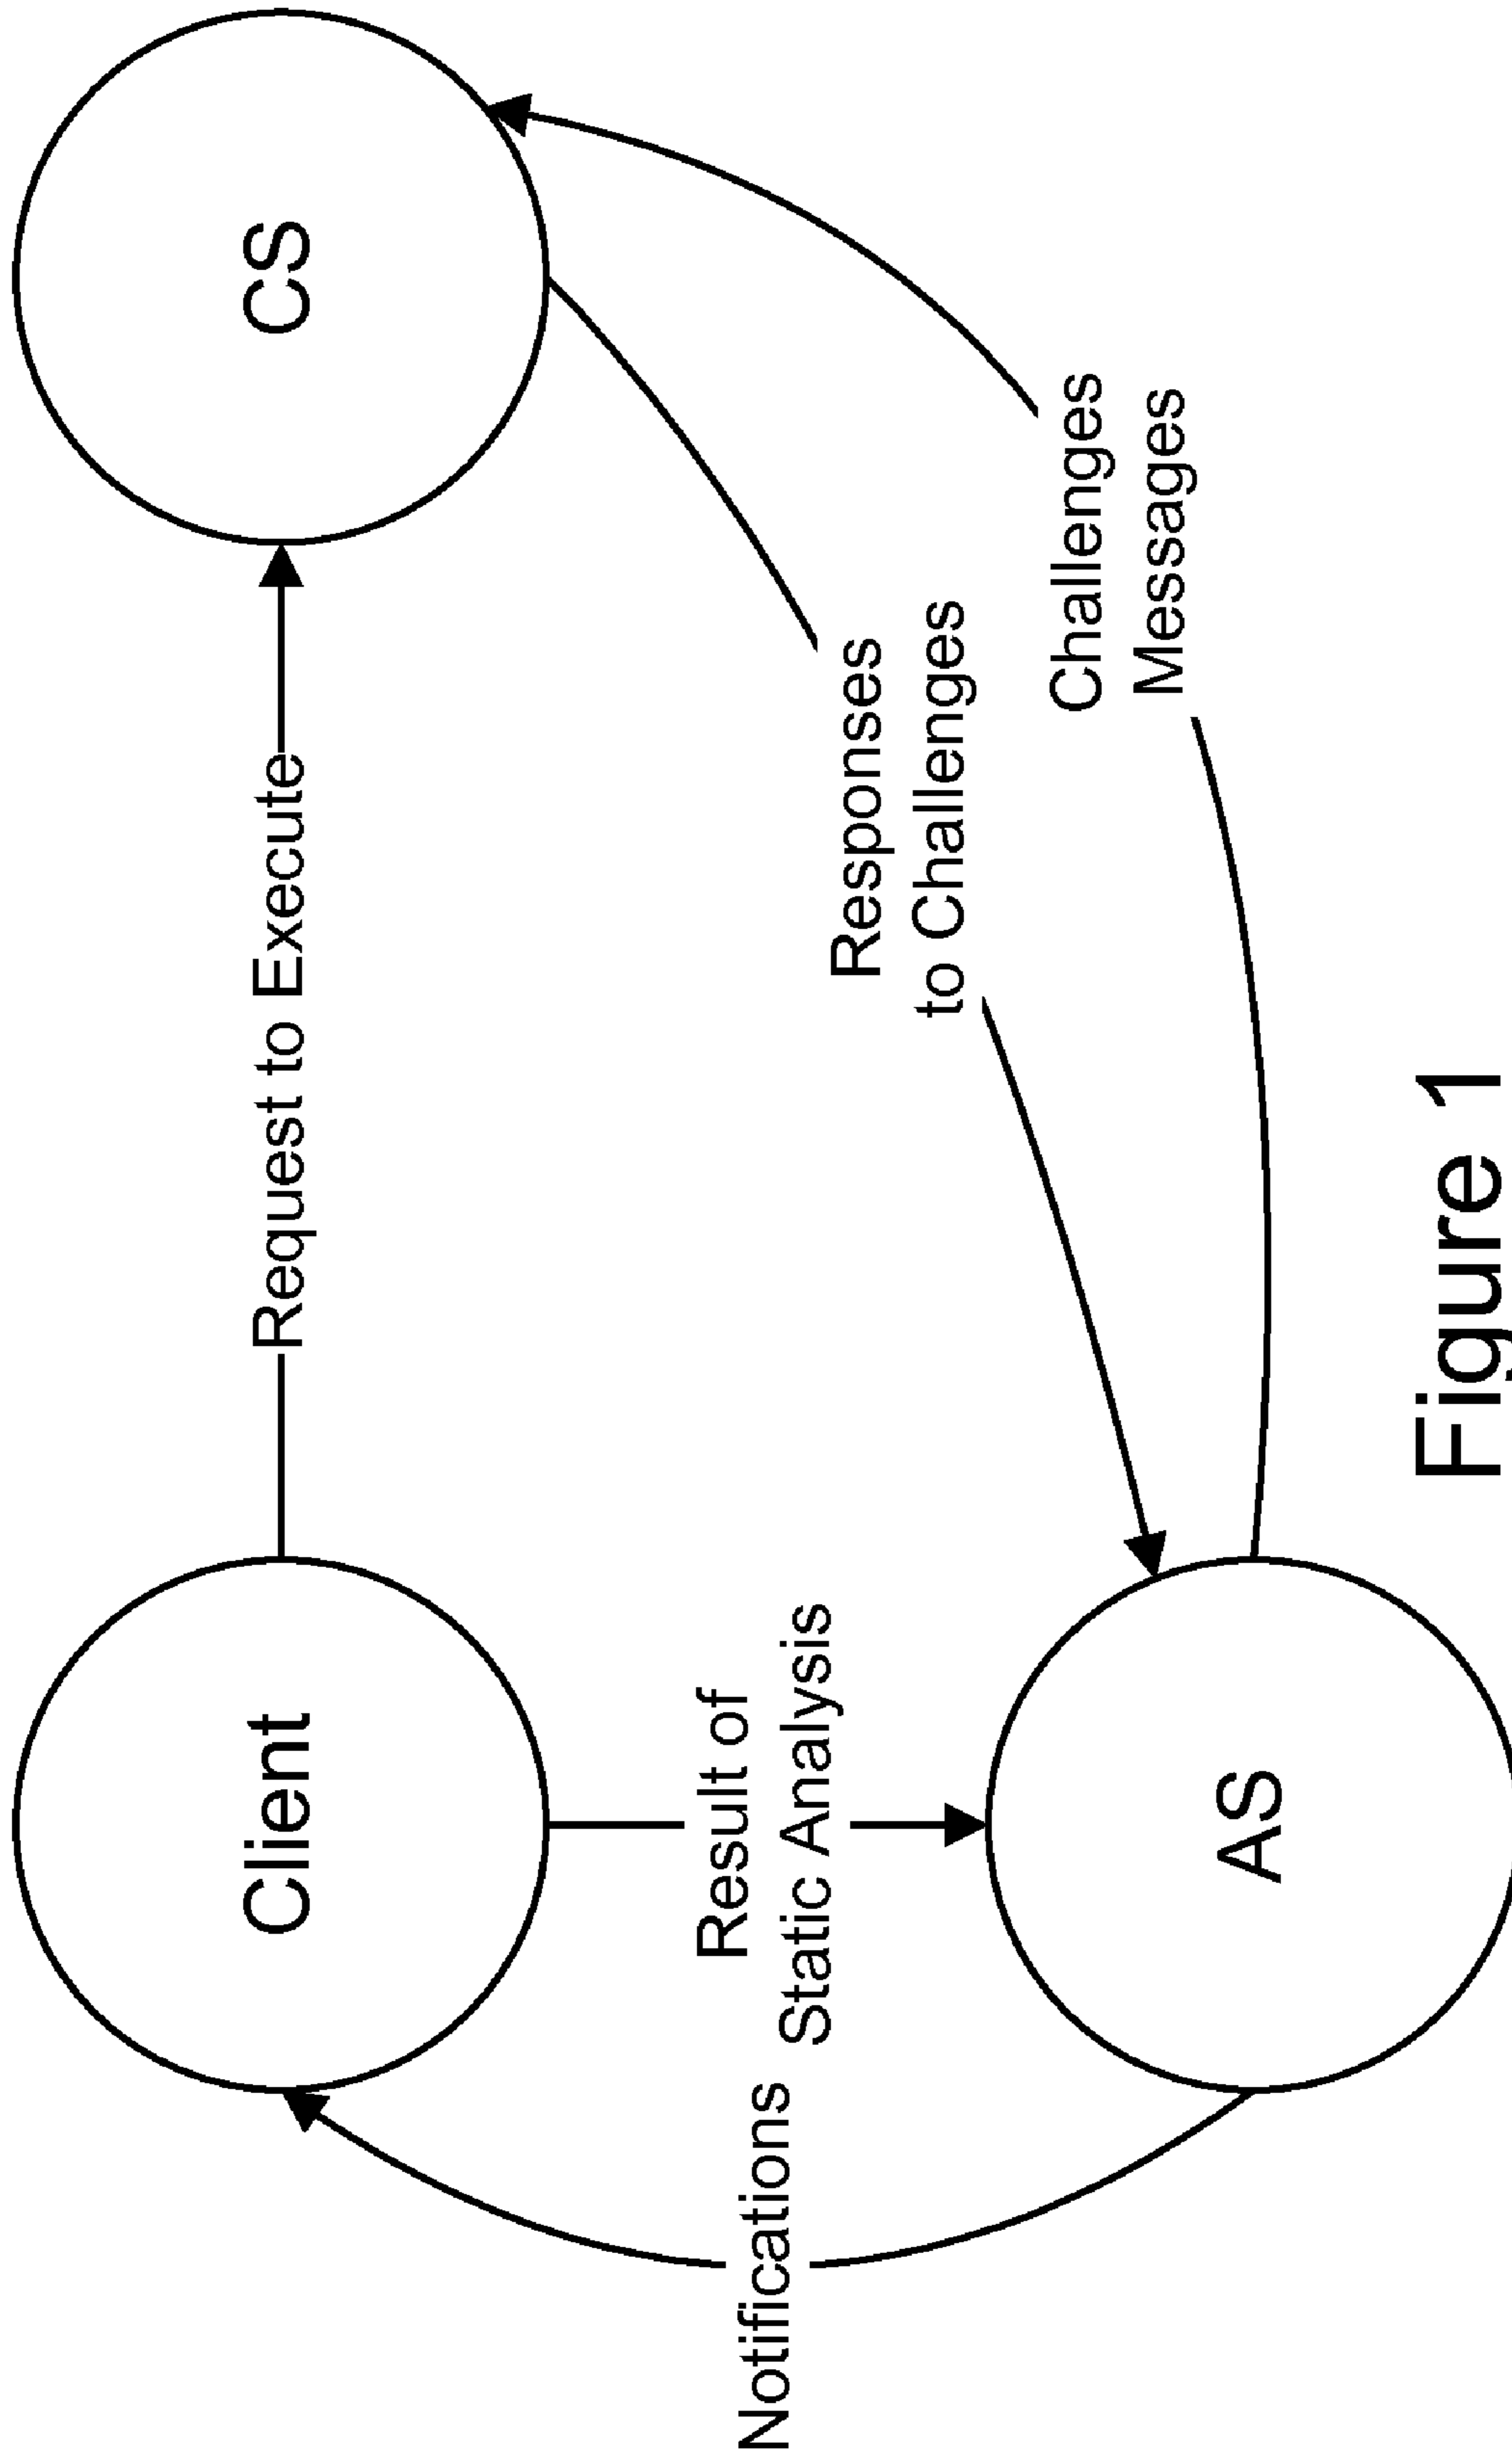 Client
Request to Execute
CS
Notifications
Result of
Static Analysis
Responses
to Challenges
Challenges
Messages
AS
Figure 1